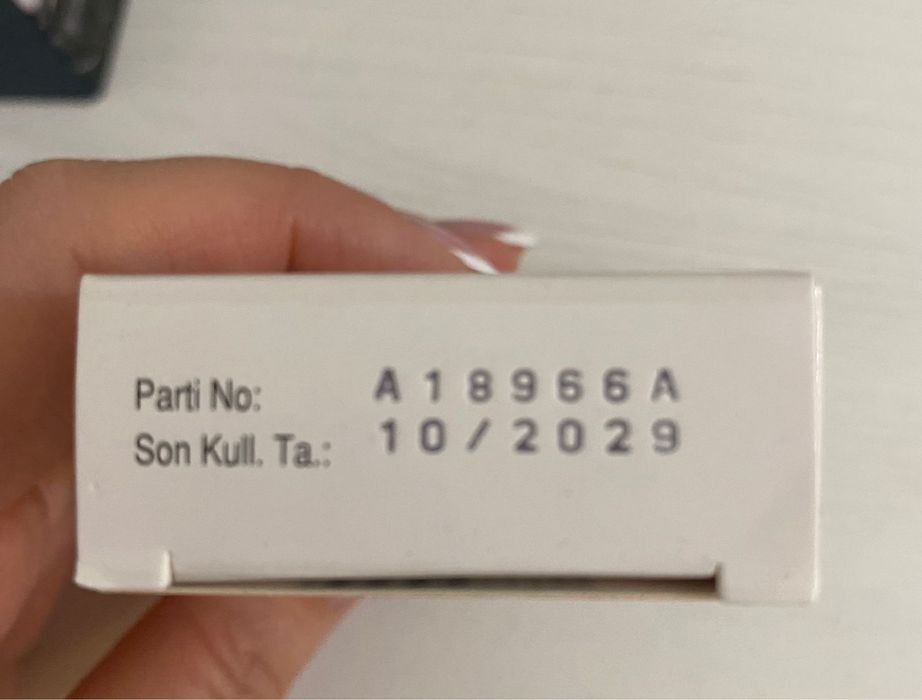 Parti No: A18966A
Son Kull. Ta.: 10/2029